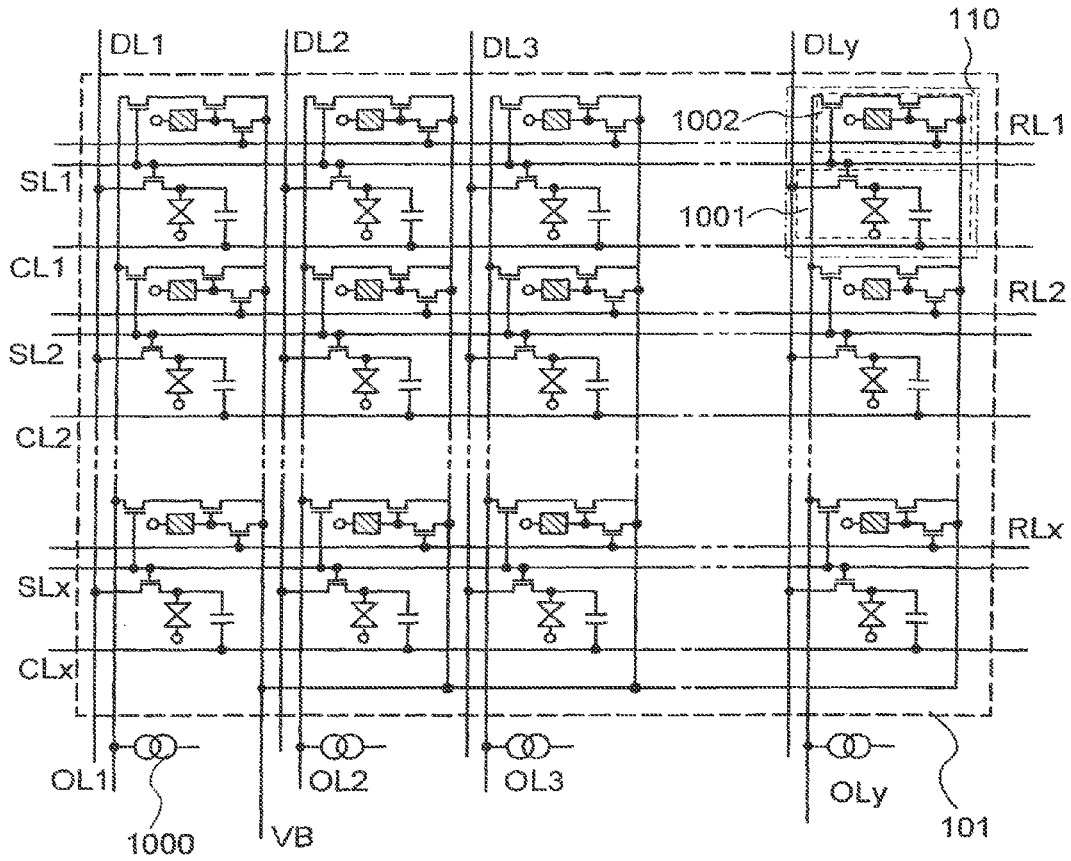 DL1 DL2 DL3 DLy 110
1002 RL1
SL1
1001
CL1
RL2
SL2
CL2
RLx
SLx
CLx
OL1 OL2 OL3 OLy
1000 VB 101